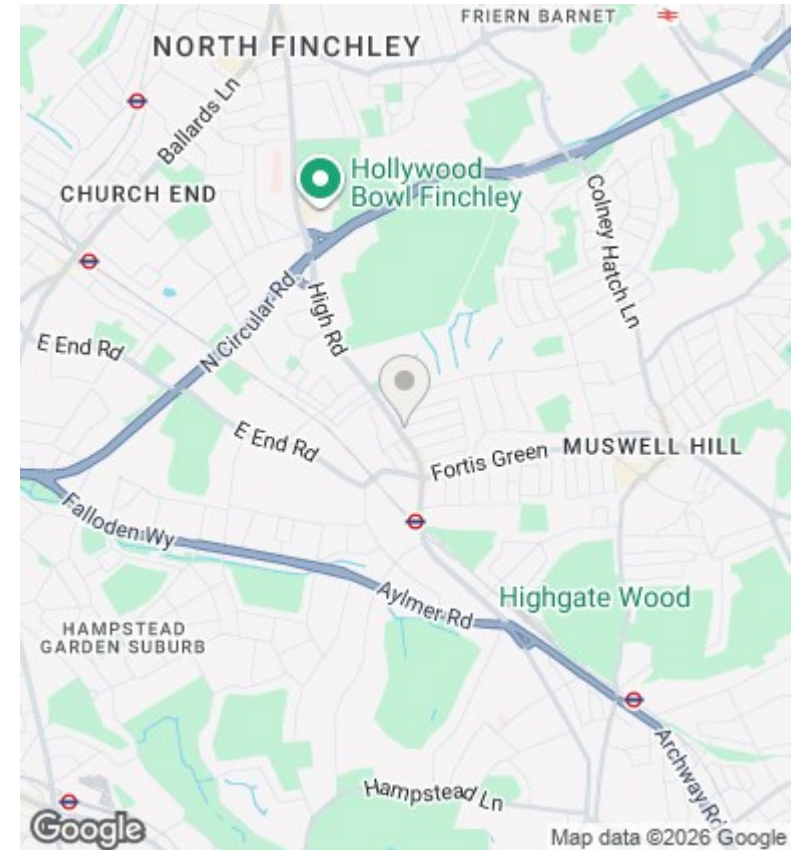 FRIERN BARNET
NORTH FINCHLEY
Ballards Ln
Hollywood
Bowl Finchley
CHURCH END
Colney Hatch Ln
N Circular Rd
High Rd
E End Rd
E End Rd
Fortis Green
MUSWELL HILL
Falloden Wy
Aylmer Rd
Highgate Wood
HAMPSTEAD
GARDEN SUBURB
Archway Rd
Hampstead Ln
Google
Map data ©2026 Google